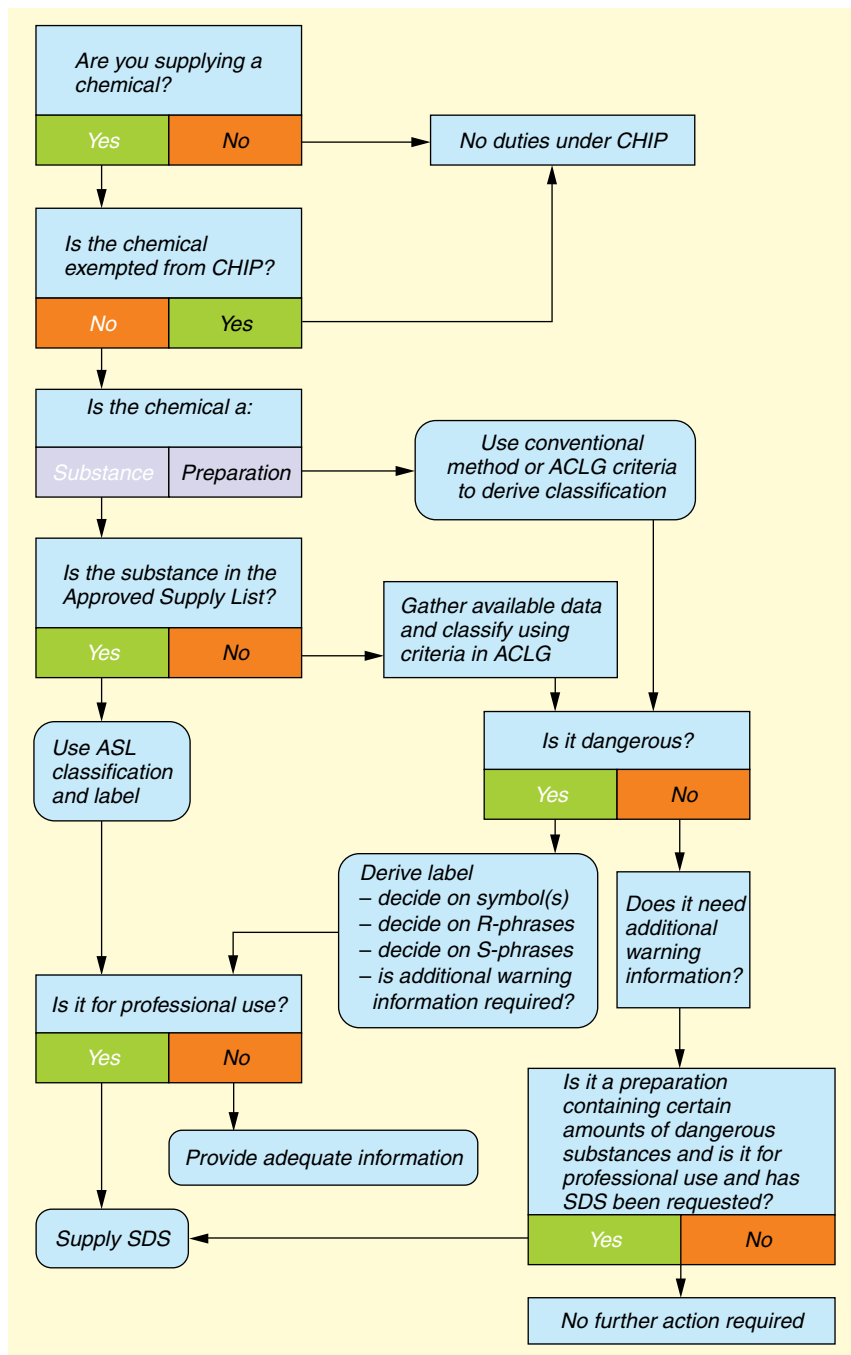 Are you supplying a
chemical?
Yes
No
No duties under CHIP
Is the chemical
exempted from CHIP?
No
Yes
Is the chemical a:
Substance
Preparation
Use conventional
method or ACLG criteria
to derive classification
Is the substance in the
Approved Supply List?
Yes
No
Gather available data
and classify using
criteria in ACLG
Use ASL
classification
and label
Is it dangerous?
Yes
No
Derive label
– decide on symbol(s)
– decide on R-phrases
– decide on S-phrases
– is additional warning
information required?
Does it need
additional
warning
information?
Is it for professional use?
Yes
No
Provide adequate information
Is it a preparation
containing certain
amounts of dangerous
substances and is it for
professional use and has
SDS been requested?
Yes
No
Supply SDS
No further action required